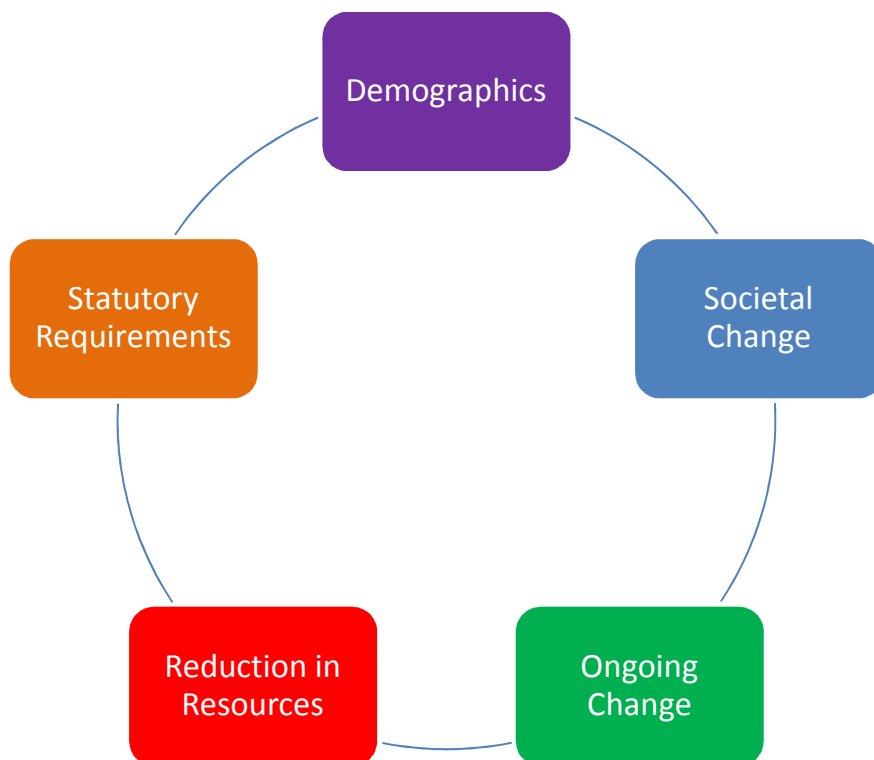 Demographics
Societal
Change
Ongoing
Change
Reduction in
Resources
Statutory
Requirements